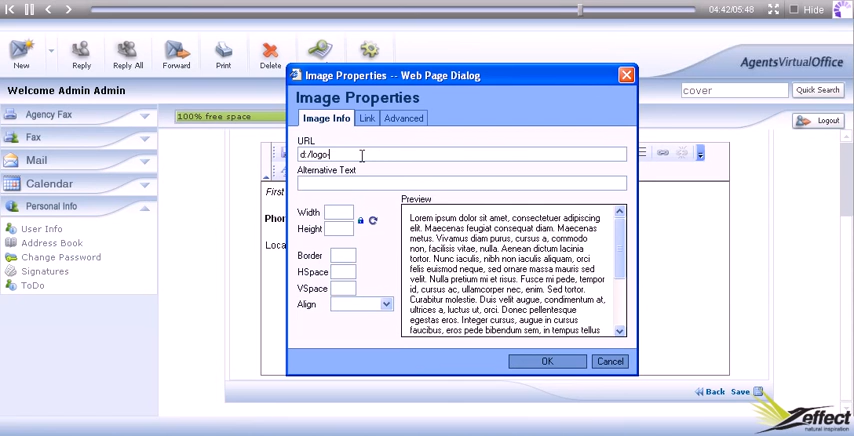 04:42/05:48
Hide
New
Reply
Reply All
Forward
Print
Delete
AgentsVirtualOffice
Welcome Admin Admin
cover
Quick Search
Agency Fax
100% free space
Logout
Fax
Mail
Calendar
Personal Info
User Info
Address Book
Change Password
Signatures
ToDo
First
Phon
Loca
Image Properties -- Web Page Dialog
Image Properties
Image Info
Link
Advanced
URL
d:/logo-
Alternative Text
Width
Height
Border
HSpace
VSpace
Align
Preview
Lorem ipsum dolor sit amet, consectetuer adipiscing
elit. Maecenas feugiat consequat diam. Maecenas
metus. Vivamus diam purus, cursus a, commodo
non, facilisis vitae, nulla. Aenean dictum lacinia
tortor. Nunc iaculis, nibh non iaculis aliquam, orci
felis euismod neque, sed ornare massa mauris sed
velit. Nulla pretium mi et risus. Fusce mi pede, tempor
id, cursus ac, ullamcorper nec, enim. Sed tortor.
Curabitur molestie. Duis velit augue, condimentum at,
ultrices a, luctus ut, orci. Donec pellentesque
egestas eros. Integer cursus, augue in cursus
faucibus, eros pede bibendum sem, in tempus tellus
OK
Cancel
Back
Save
Zeffect
natural inspiration